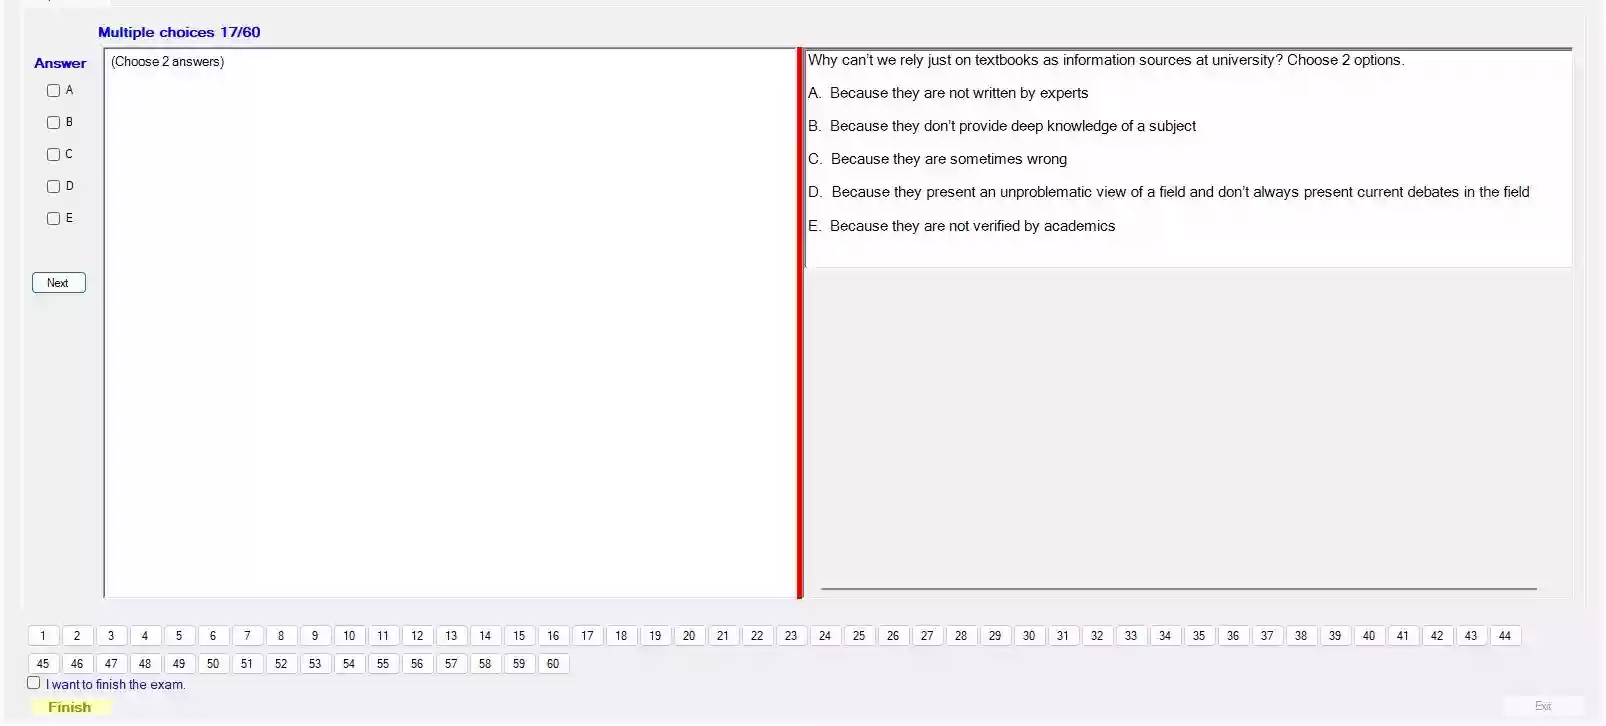 Multiple choices 17/60
Answer
(Choose 2 answers)
A
B
C
D
E
Next
Why can't we rely just on textbooks as information sources at university? Choose 2 options.
A. Because they are not written by experts
B. Because they don't provide deep knowledge of a subject
C. Because they are sometimes wrong
D. Because they present an unproblematic view of a field and don't always present current debates in the field
E. Because they are not verified by academics
1 2 3 4 5 6 7 8 9 10 11 12 13 14 15 16 17 18 19 20 21 22 23 24 25 26 27 28 29 30 31 32 33 34 35 36 37 38 39 40 41 42 43 44
45 46 47 48 49 50 51 52 53 54 55 56 57 58 59 60
I want to finish the exam.
Finish
Exit